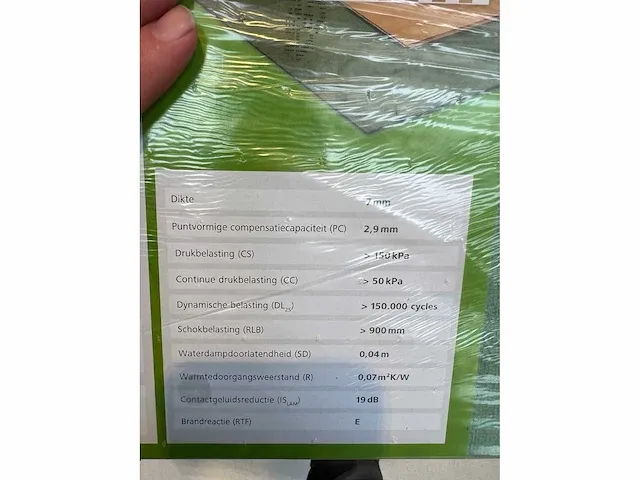 Dikte 7 mm
Puntvormige compensatiecapaciteit (PC) 2,9 mm
Drukbelasting (CS) > 150 kPa
Continue drukbelasting (CC) > 50 kPa
Dynamische belasting (DL25) > 150.000 cycles
Schokbelasting (RLB) > 900 mm
Waterdampdoorlatendheid (SD) 0,04 m
Warmtedoorgangsweerstand (R) 0,07 m²K/W
Contactgeluidsreductie (ISLAM) 19 dB
Brandreactie (RTF) E